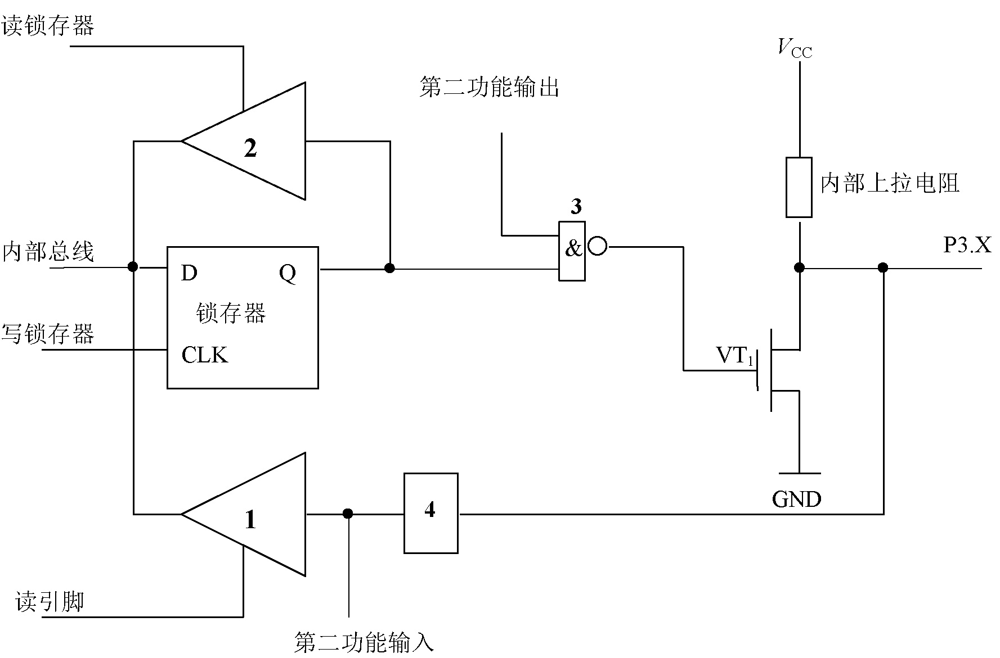 读锁存器
V_CC
第二功能输出
2
内部上拉电阻
3
&
P3.X
内部总线
D
Q
锁存器
写锁存器
CLK
VT₁
GND
1
4
读引脚
第二功能输入